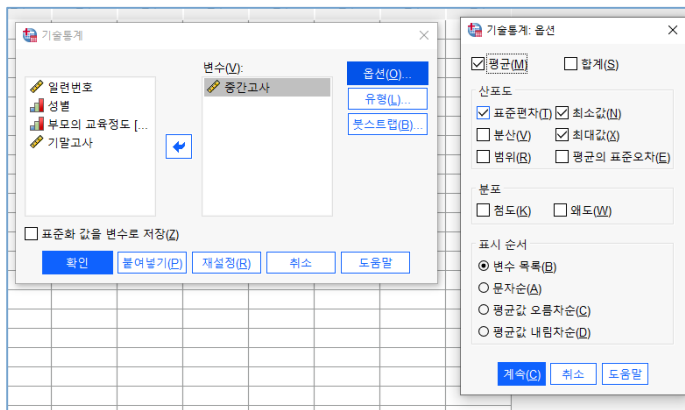 기술통계
변수(V):
일련번호
성별
부모의 교육정도 [...
기말고사
중간고사
옵션(O)...
유형(L)...
붓스트랩(B)...
표준화 값을 변수로 저장(Z)
확인 붙여넣기(P) 재설정(R) 취소 도움말
기술통계: 옵션
평균(M) 합계(S)
산포도
표준편차(T) 최소값(N)
분산(V) 최대값(X)
범위(R) 평균의 표준오차(E)
분포
첨도(K) 왜도(W)
표시 순서
변수 목록(B)
문자순(A)
평균값 오름차순(C)
평균값 내림차순(D)
계속(C) 취소 도움말